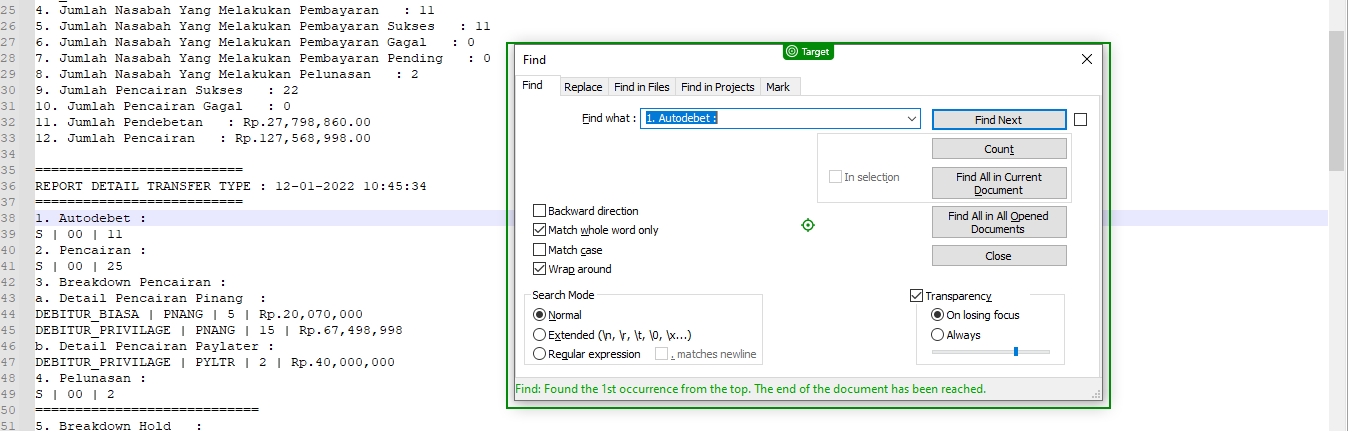 25 4. Jumlah Nasabah Yang Melakukan Pembayaran : 11
26 5. Jumlah Nasabah Yang Melakukan Pembayaran Sukses : 11
27 6. Jumlah Nasabah Yang Melakukan Pembayaran Gagal : 0
28 7. Jumlah Nasabah Yang Melakukan Pembayaran Pending : 0
29 8. Jumlah Nasabah Yang Melakukan Pelunasan : 2
30 9. Jumlah Pencairan Sukses : 22
31 10. Jumlah Pencairan Gagal : 0
32 11. Jumlah Pendebetan : Rp.27,798,860.00
33 12. Jumlah Pencairan : Rp.127,568,998.00
34
35 ==========================
36 REPORT DETAIL TRANSFER TYPE : 12-01-2022 10:45:34
37 ==========================
38 1. Autodebet :
39 S | 00 | 11
40 2. Pencairan :
41 S | 00 | 25
42 3. Breakdown Pencairan :
43 a. Detail Pencairan Pinang :
44 DEBITUR_BIASA | PNANG | 5 | Rp.20,070,000
45 DEBITUR_PRIVILAGE | PNANG | 15 | Rp.67,498,998
46 b. Detail Pencairan Paylater :
47 DEBITUR_PRIVILAGE | PYLTR | 2 | Rp.40,000,000
48 4. Pelunasan :
49 S | 00 | 2
50 ============================
51 5. Breakdown Hold :
Target
Find
Find Replace Find in Files Find in Projects Mark
Find what : 1. Autodebet :
Find Next
Count
In selection
Find All in Current
Document
Find All in All Opened
Documents
Close
Backward direction
Match whole word only
Match case
Wrap around
Search Mode
Normal
Extended (\n, \r, \t, \0, \x...)
Regular expression . matches newline
Transparency
On losing focus
Always
Find: Found the 1st occurrence from the top. The end of the document has been reached.